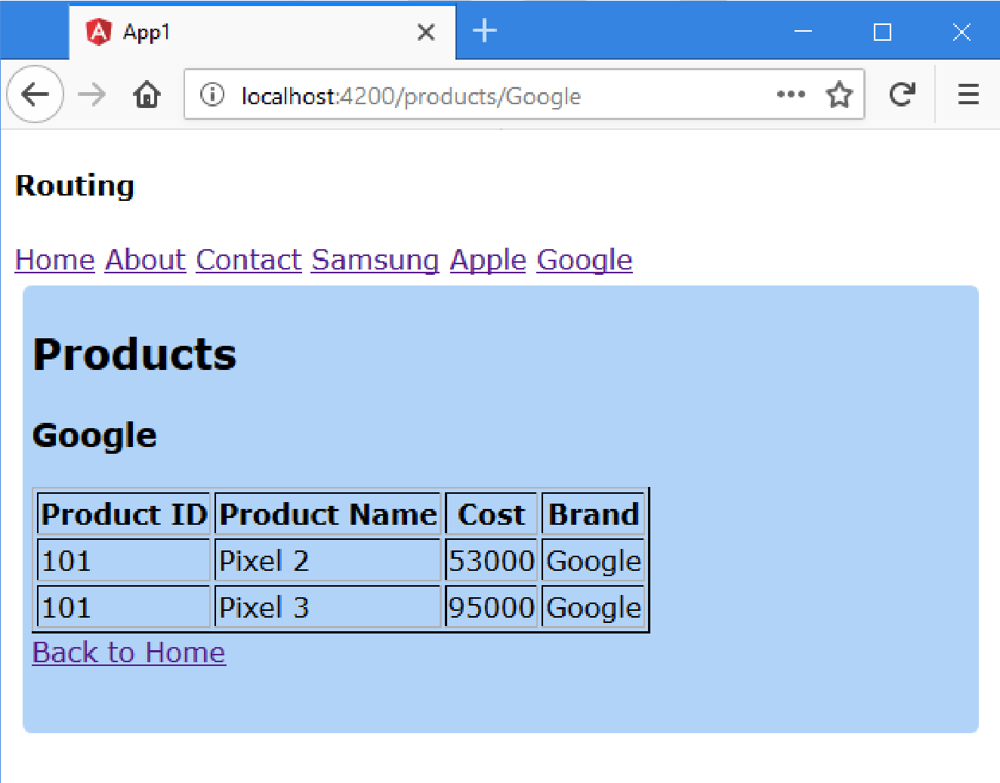 App1
localhost:4200/products/Google
Routing
Home About Contact Samsung Apple Google
Products
Google
Product ID Product Name Cost Brand
101 Pixel 2 53000 Google
101 Pixel 3 95000 Google
Back to Home